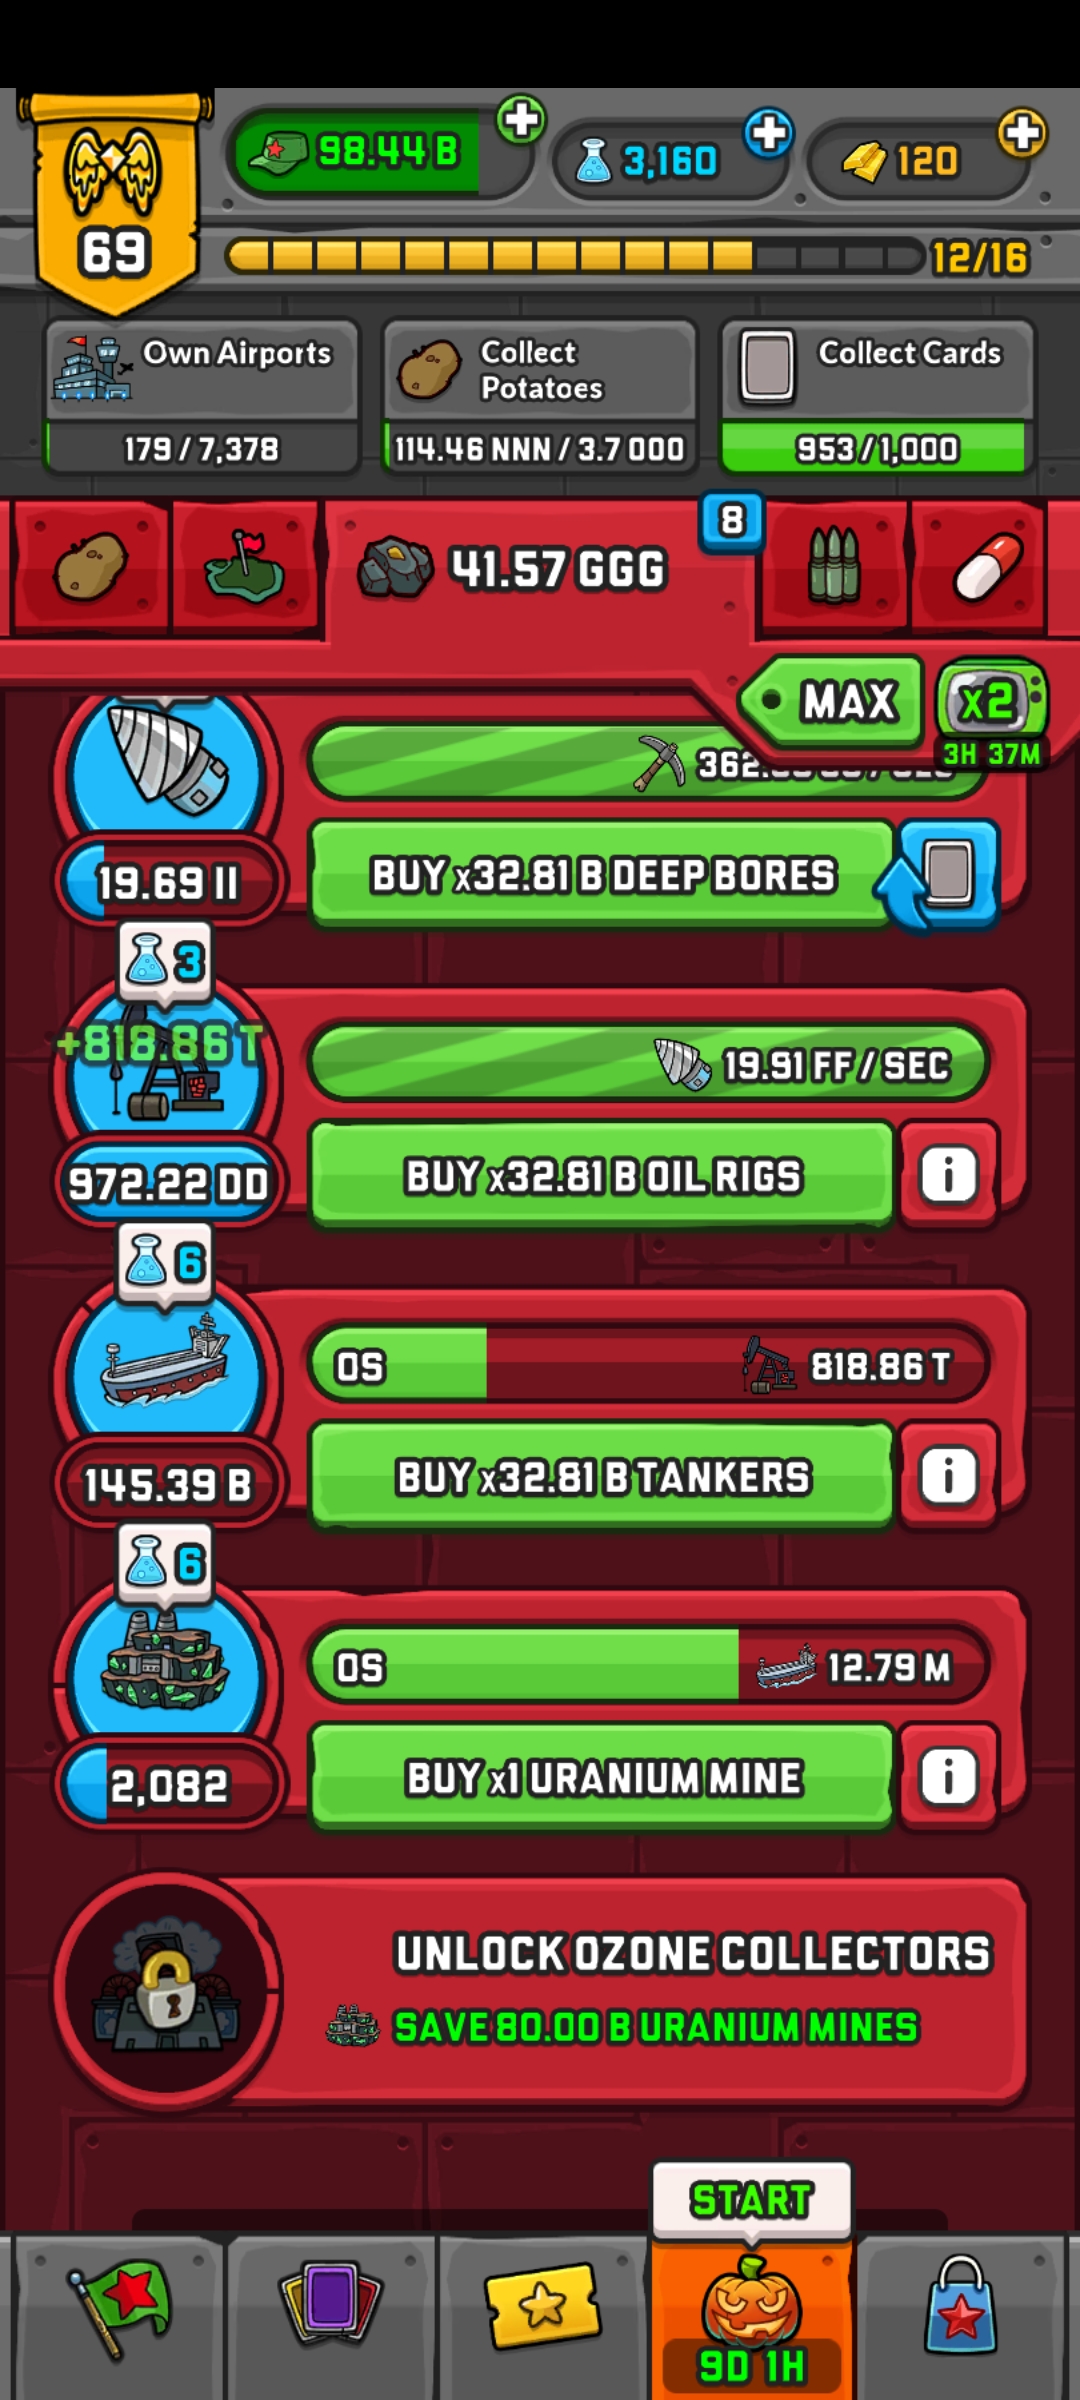 69
98.44 B
3,160
120
12/16
Own Airports
179 / 7,378
Collect
Potatoes
114.46 NNN / 3.7 OOO
Collect Cards
953 / 1,000
41.57 GGG
8
MAX
x2
3H 37M
BUY x32.81 B DEEP BORES
19.69 II
3
+818.86 T
19.91 FF / SEC
972.22 DD
BUY x32.81 B OIL RIGS
i
6
0S
818.86 T
145.39 B
BUY x32.81 B TANKERS
i
6
0S
12.79 M
2,082
BUY x1 URANIUM MINE
i
UNLOCK OZONE COLLECTORS
SAVE 80.00 B URANIUM MINES
START
9D 1H